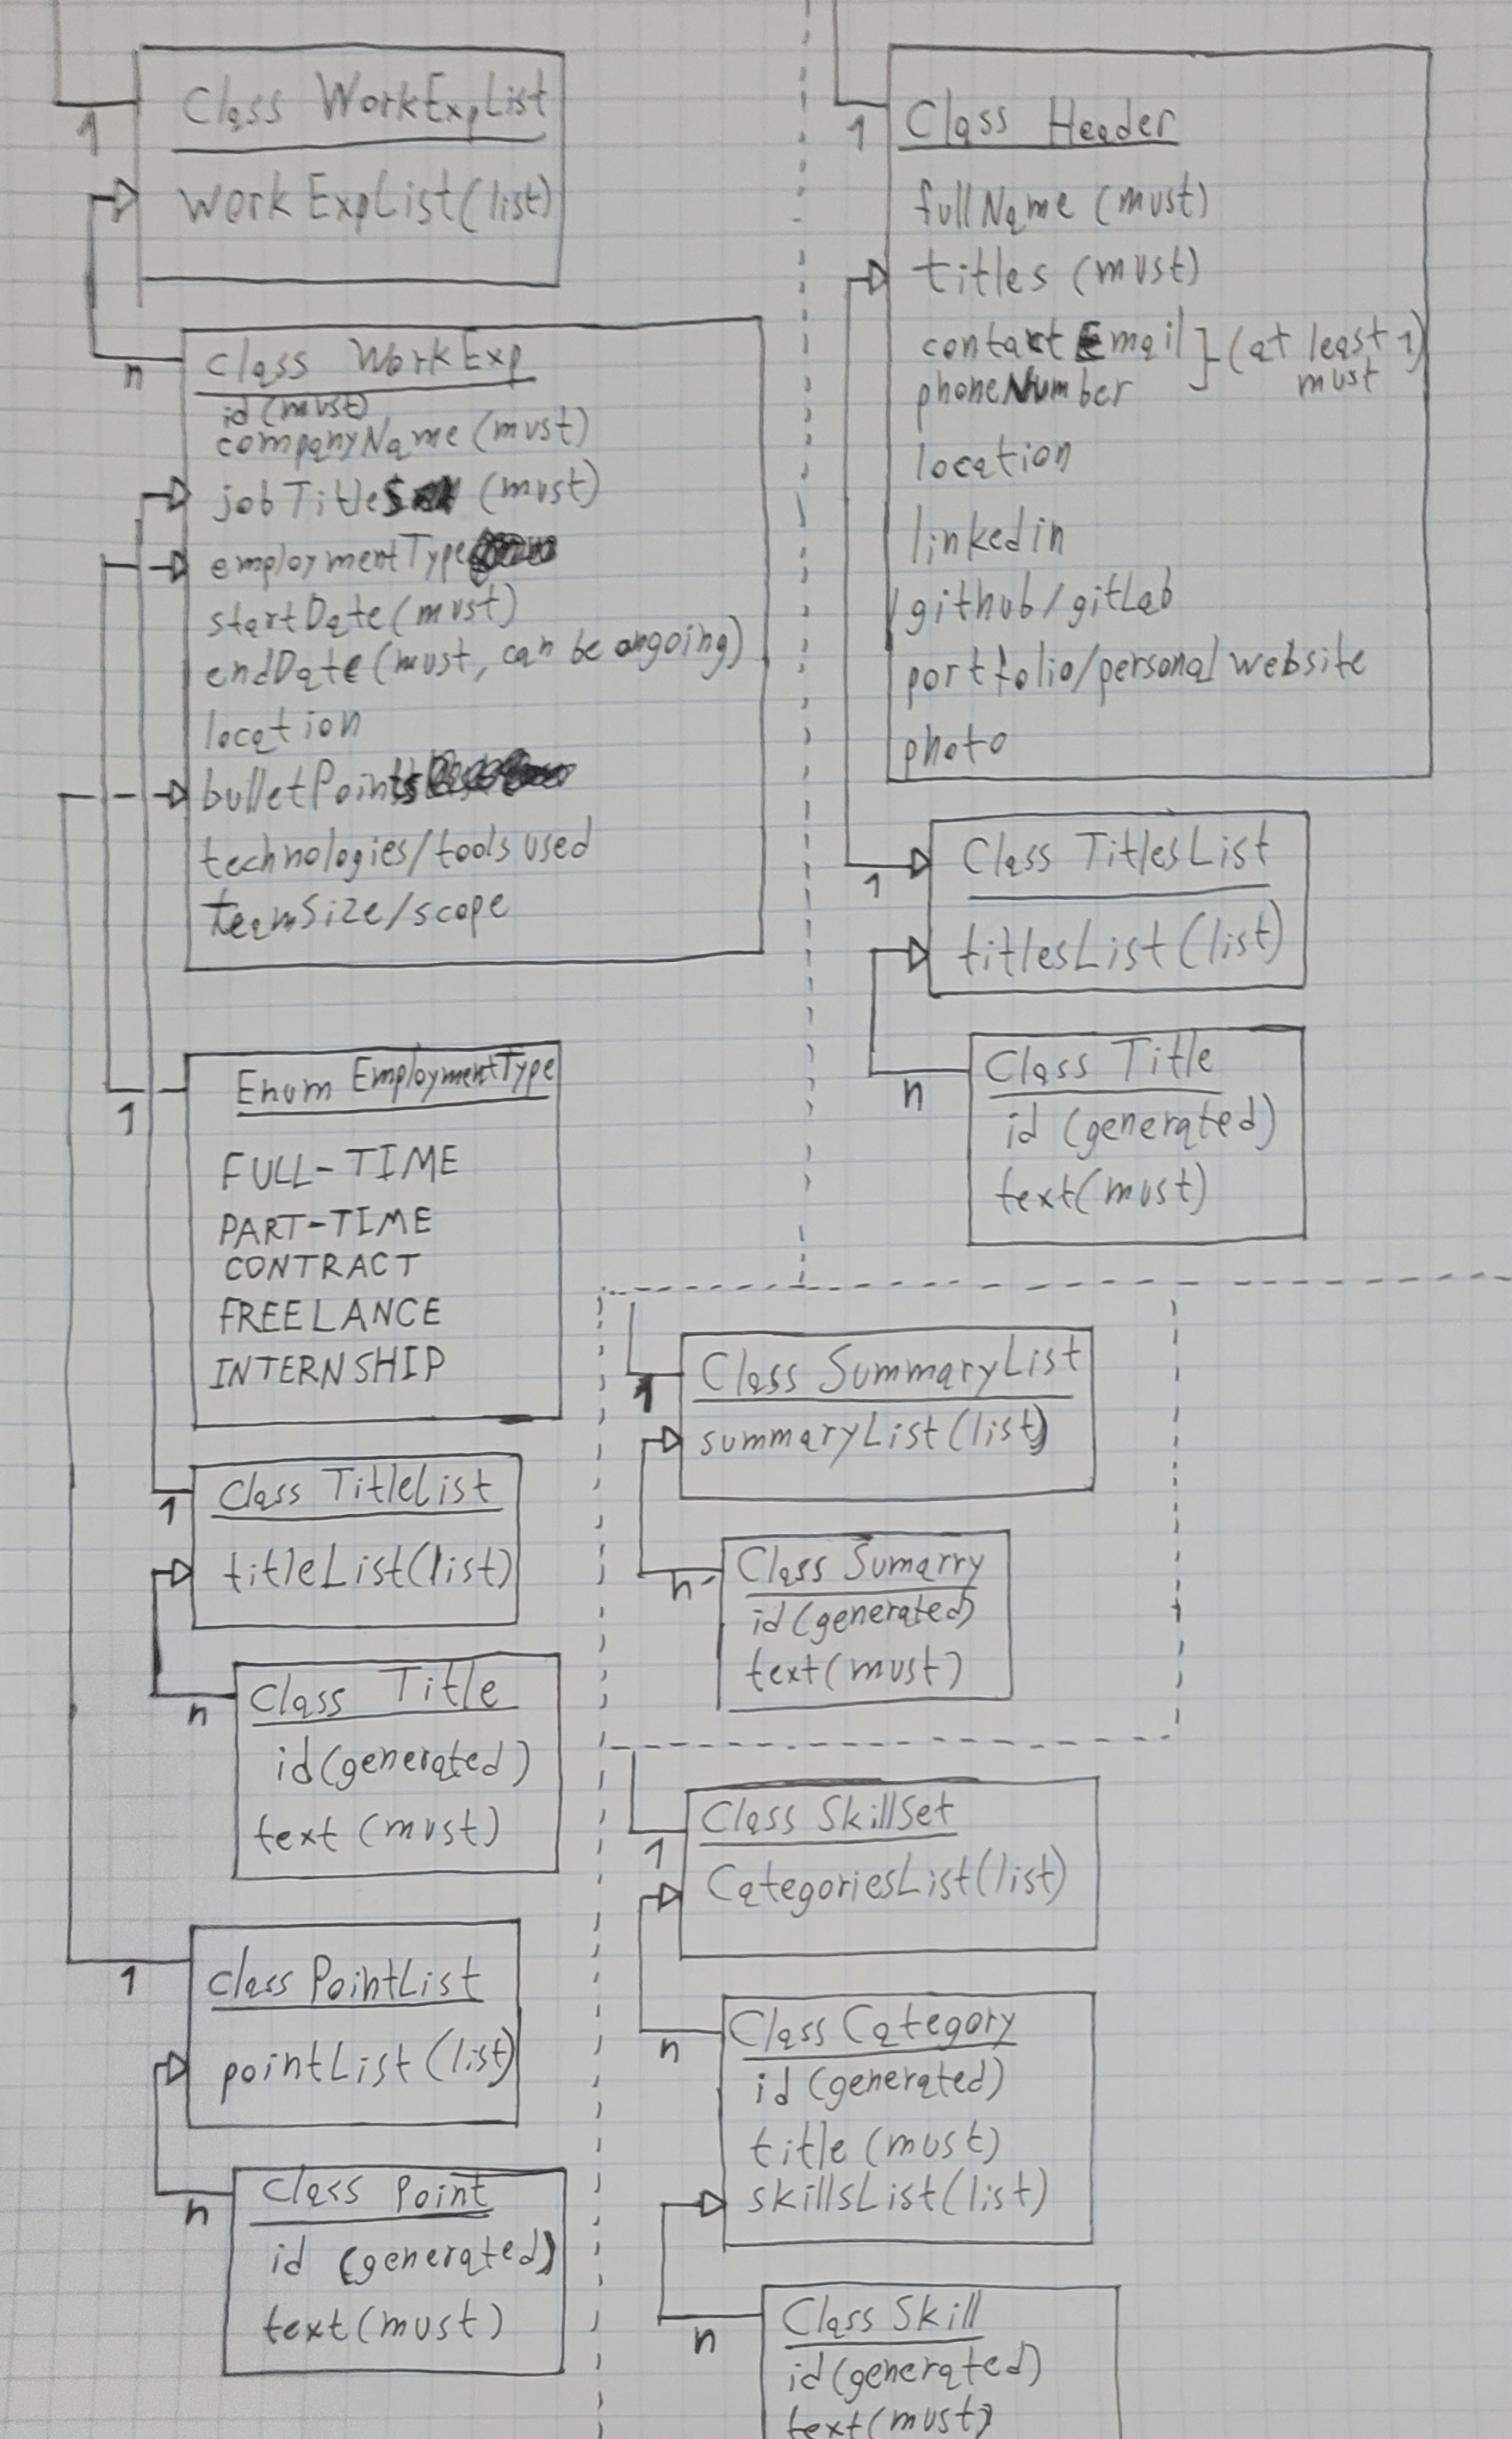 Class WorkExpList
1
WorkExpList(list)
n
Class WorkExp
id (must)
companyName (must)
jobTitles (must)
employmentType
startDate (must)
endDate (must, can be ongoing)
location
bulletPoints
technologies/tools used
teamSize/scope
1
Enum EmploymentType
FULL-TIME
PART-TIME
CONTRACT
FREELANCE
INTERNSHIP
1
Class TitleList
titleList(list)
n
Class Title
id (generated)
text (must)
1
class PointList
pointList (list)
n
Class Point
id (generated)
text (must)
1
Class Header
fullName (must)
titles (must)
contactEmail } (at least 1)
phoneNumber must
location
linkedin
github/gitLab
portfolio/personal website
photo
1
Class TitlesList
titlesList (list)
n
Class Title
id (generated)
text (must)
1
Class SummaryList
summaryList (list)
n
Class Sumarry
id (generated)
text (must)
1
Class SkillSet
CategoriesList (list)
n
Class Category
id (generated)
title (must)
skillsList (list)
n
Class Skill
id (generated)
text (must)